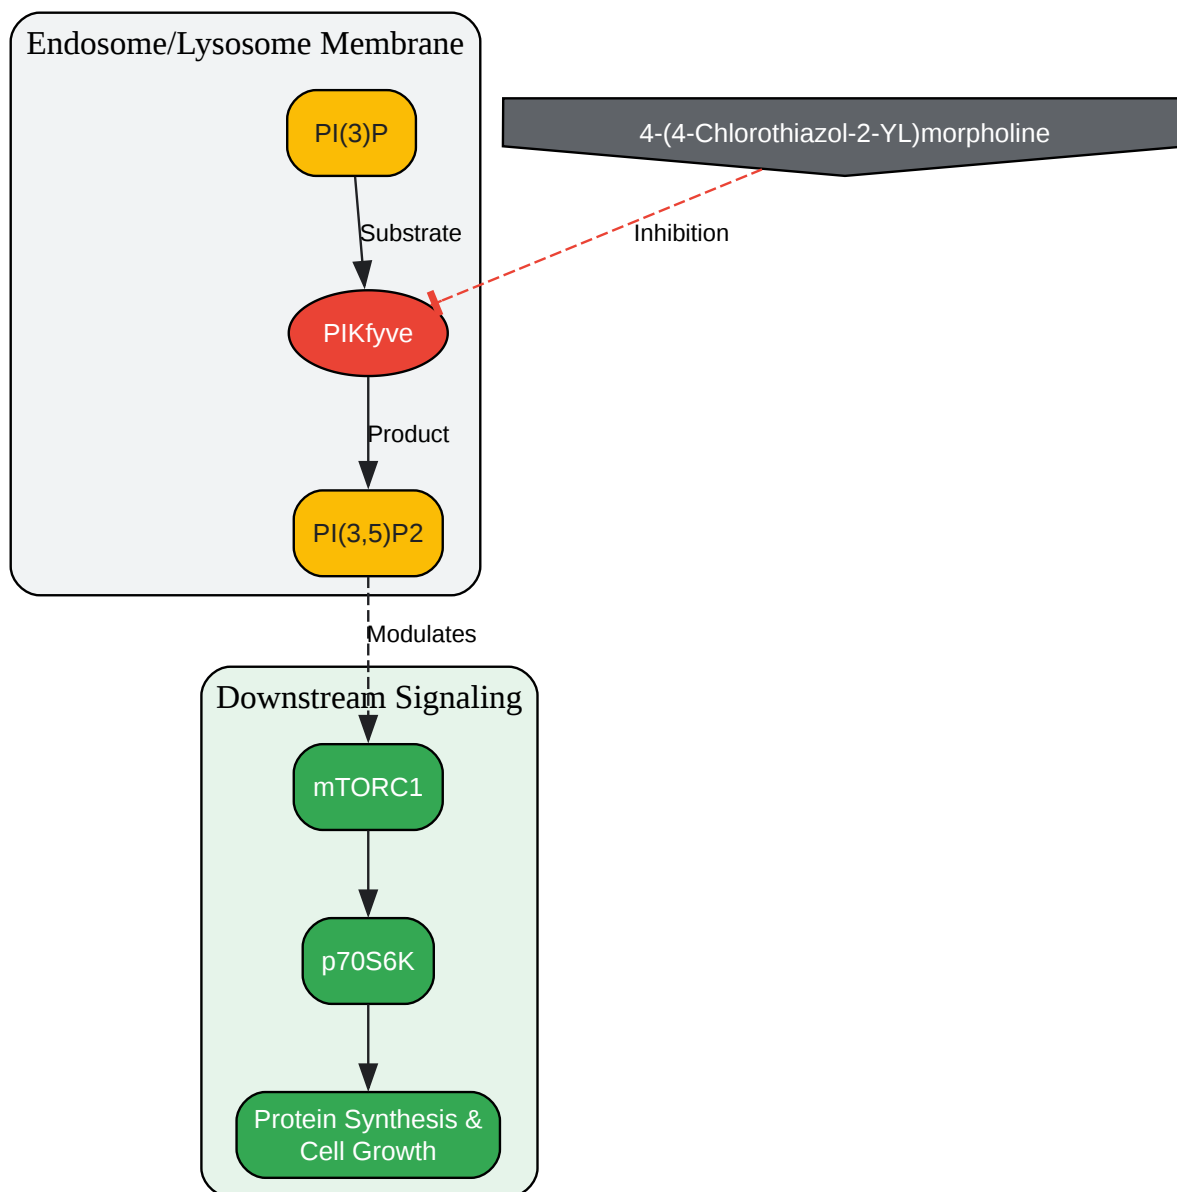 Endosome/Lysosome Membrane
PI(3)P
4-(4-Chlorothiazol-2-YL)morpholine
Substrate
Inhibition
PIKfyve
Product
PI(3,5)P2
Modulates
Downstream Signaling
mTORC1
p70S6K
Protein Synthesis &
Cell Growth